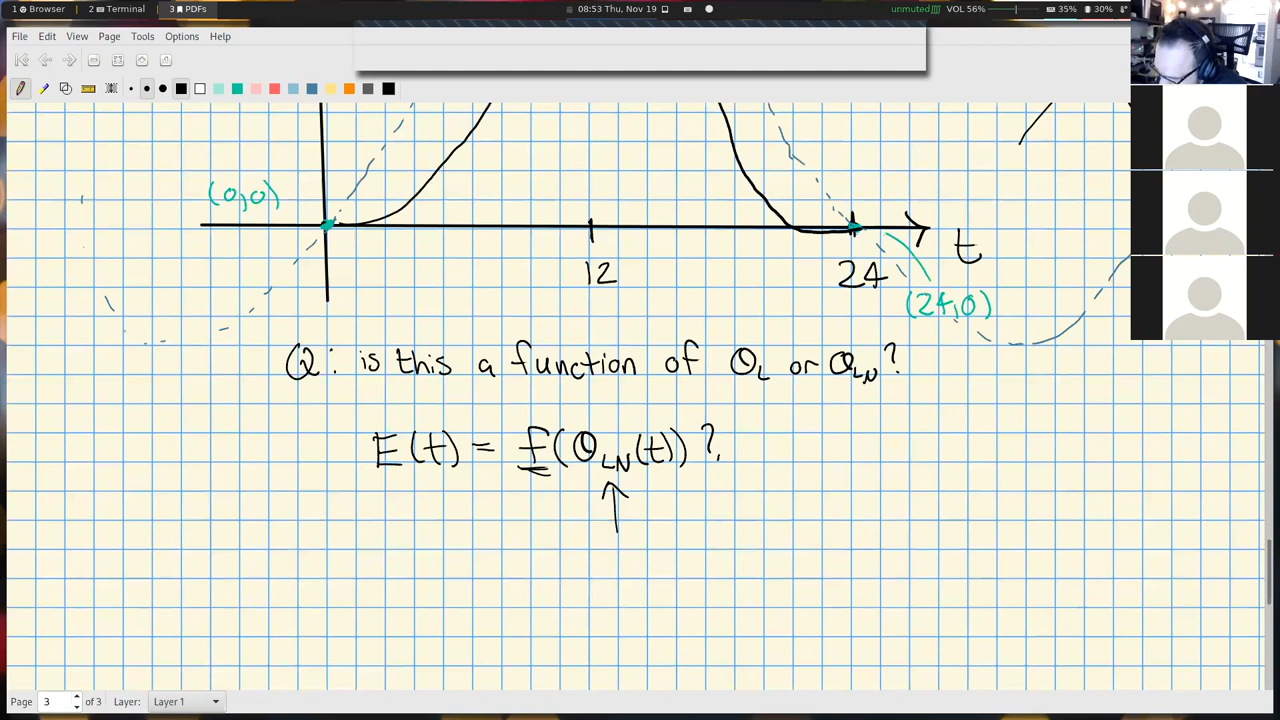 1 Browser 2 Terminal 3 PDFs 08:53 Thu, Nov 19 unmuted VOL 56% 35% 30%
File Edit View Page Tools Options Help
(0,0)
12 24 t
(24,0)
Q: is this a function of θL or θLN?
E(t) = f(θLN(t))?
Page 3 of 3 Layer: Layer 1